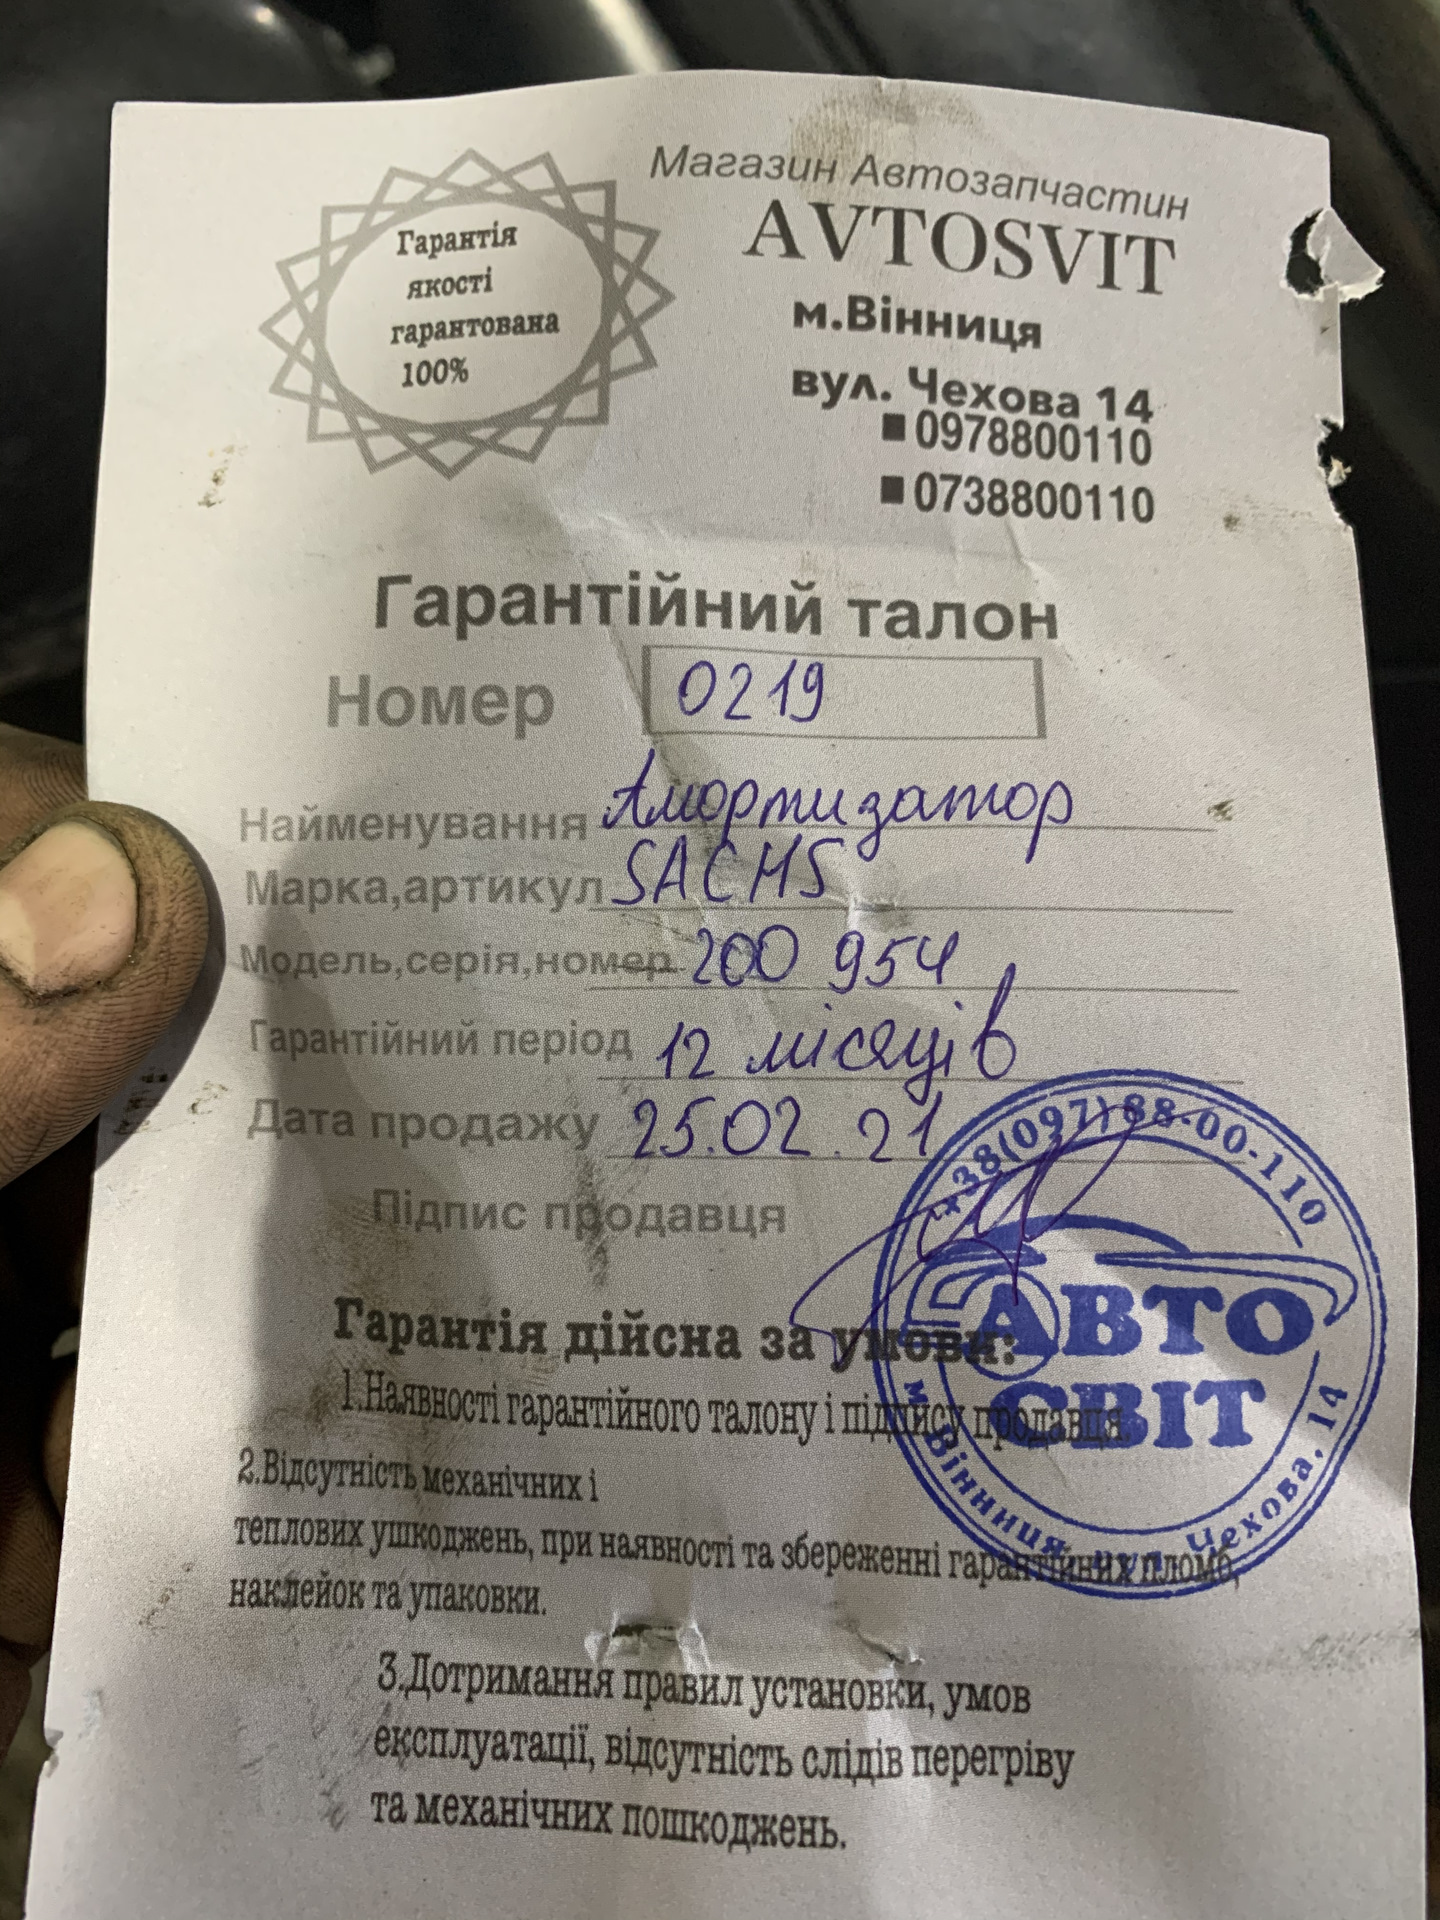 Гарантія
якості
гарантована
100%
Магазин Автозапчастин
AVTOSVIT
м.Вінниця
вул. Чехова 14
0978800110
0738800110
Гарантійний талон
Номер 0219
Найменування Амортизатор
Марка,артикул SACHS
Модель,серія,номер 200 954
Гарантійний період 12 місяців
Дата продажу 25.02.21
Підпис продавця
+38(097)88-00-110
АВТО
СВІТ
м. Вінниця, вул. Чехова, 14
Гарантія дійсна за умови:
1.Наявності гарантійного талону і підпису продавця
2.Відсутність механічних і
теплових ушкоджень, при наявності та збереженні гарантійних пломб,
наклейок та упаковки.
3.Дотримання правил установки, умов
експлуатації, відсутність слідів перегріву
та механічних пошкоджень.